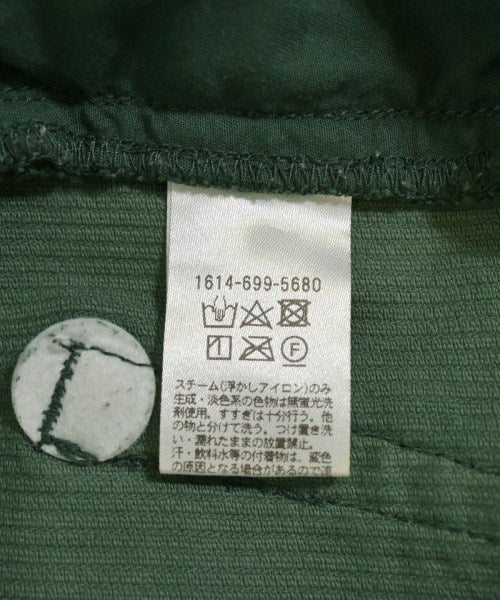 1614-699-5680
F
スチーム(浮かしアイロン)のみ
生成・淡色系の色物は無蛍光洗
剤使用。すすぎは十分行う。他
の物と分けて洗う。つけ置き洗
い・濡れたままの放置禁止。
汗・飲料水等の付着物は、変色
の原因となる場合があるので速